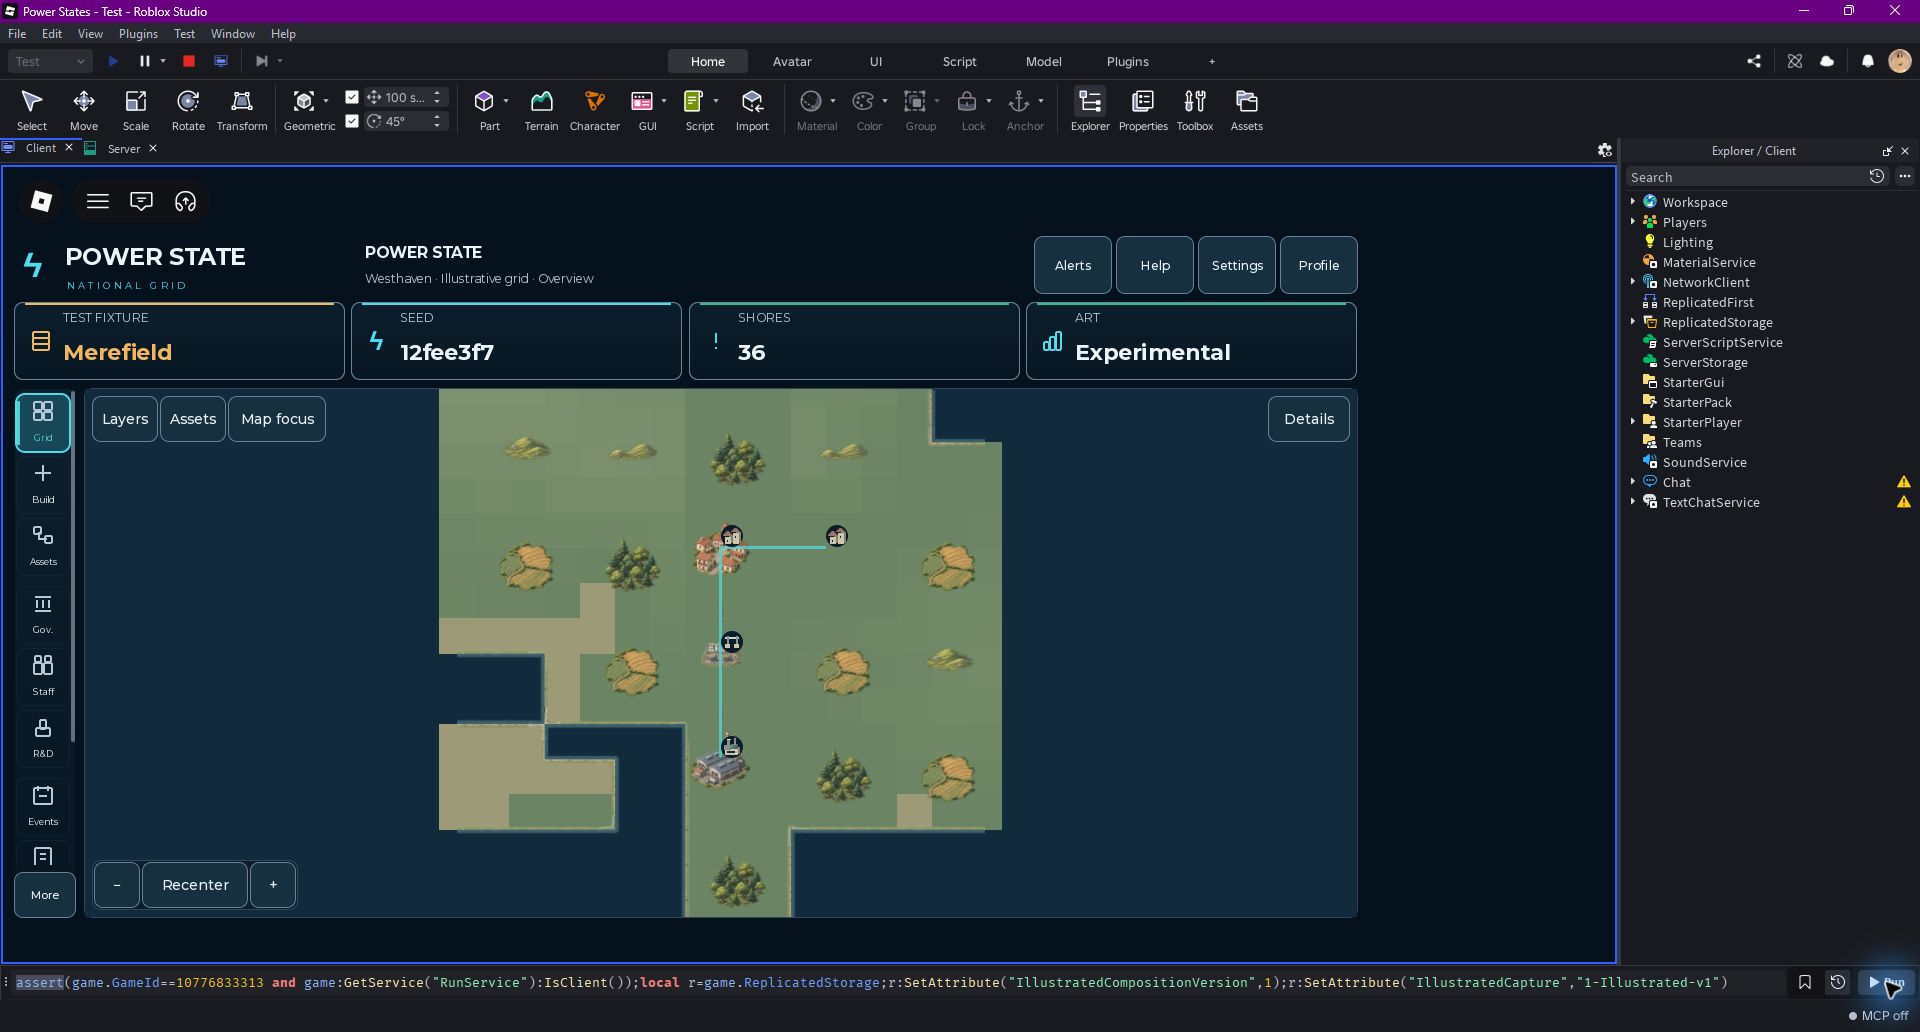 Power States - Test - Roblox Studio
File Edit View Plugins Test Window Help
Test
Home Avatar UI Script Model Plugins +
100 s...
45°
Select Move Scale Rotate Transform Geometric Part Terrain Character GUI Script Import Material Color Group Lock Anchor Explorer Properties Toolbox Assets
Client Server
Explorer / Client
Search
Workspace
Players
Lighting
MaterialService
NetworkClient
ReplicatedFirst
ReplicatedStorage
ServerScriptService
ServerStorage
StarterGui
StarterPack
StarterPlayer
Teams
SoundService
Chat
TextChatService
POWER STATE
NATIONAL GRID
POWER STATE
Westhaven · Illustrative grid · Overview
Alerts Help Settings Profile
TEST FIXTURE
Merefield
SEED
12fee3f7
SHORES
36
ART
Experimental
Grid
Build
Assets
Gov.
Staff
R&D
Events
More
Layers Assets Map focus
Details
− Recenter +
assert(game.GameId==10776833313 and game:GetService("RunService"):IsClient());local r=game.ReplicatedStorage;r:SetAttribute("IllustratedCompositionVersion",1);r:SetAttribute("IllustratedCapture","1-Illustrated-v1")
MCP off